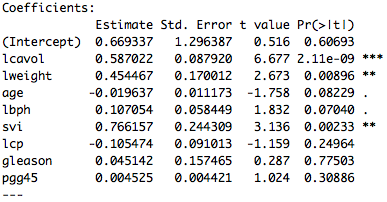 Coefficients:
             Estimate Std. Error t value Pr(>|t|)
(Intercept)  0.669337   1.296387   0.516  0.60693
lcavol       0.587022   0.087920   6.677 2.11e-09 ***
lweight      0.454467   0.170012   2.673  0.00896 **
age         -0.019637   0.011173  -1.758  0.08229 .
lbph         0.107054   0.058449   1.832  0.07040 .
svi          0.766157   0.244309   3.136  0.00233 **
lcp         -0.105474   0.091013  -1.159  0.24964
gleason      0.045142   0.157465   0.287  0.77503
pgg45        0.004525   0.004421   1.024  0.30886
---